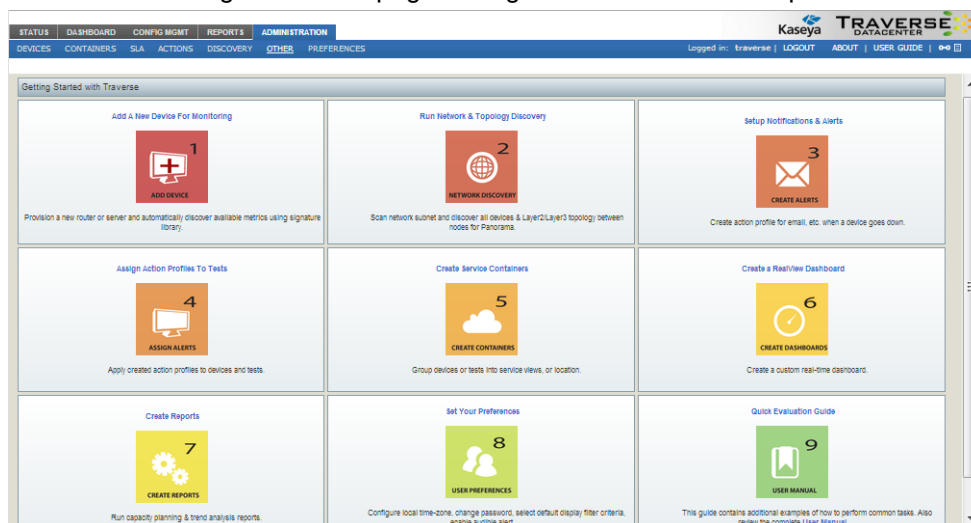 STATUS DASHBOARD CONFIG MGMT REPORTS ADMINISTRATION
Kaseya TRAVERSE
DATACENTER
DEVICES CONTAINERS SLA ACTIONS DISCOVERY OTHER PREFERENCES Logged in: traverse | LOGOUT ABOUT | USER GUIDE |
Getting Started with Traverse
Add A New Device For Monitoring
1
ADD DEVICE
Provision a new router or server and automatically discover available metrics using signature
library.
Run Network & Topology Discovery
2
NETWORK DISCOVERY
Scan network subnet and discover all devices & Layer2/Layer3 topology between
nodes for Panorama.
Setup Notifications & Alerts
3
CREATE ALERTS
Create action profile for email, etc. when a device goes down.
Assign Action Profiles To Tests
4
ASSIGN ALERTS
Apply created action profiles to devices and tests.
Create Service Containers
5
CREATE CONTAINERS
Group devices or tests into service views, or location.
Create a RealView Dashboard
6
CREATE DASHBOARDS
Create a custom real-time dashboard.
Create Reports
7
CREATE REPORTS
Run capacity planning & trend analysis reports.
Set Your Preferences
8
USER PREFERENCES
Configure local time-zone, change password, select default display filter criteria,
enable audible alert
Quick Evaluation Guide
9
USER MANUAL
This guide contains additional examples of how to perform common tasks. Also
review the complete User Manual